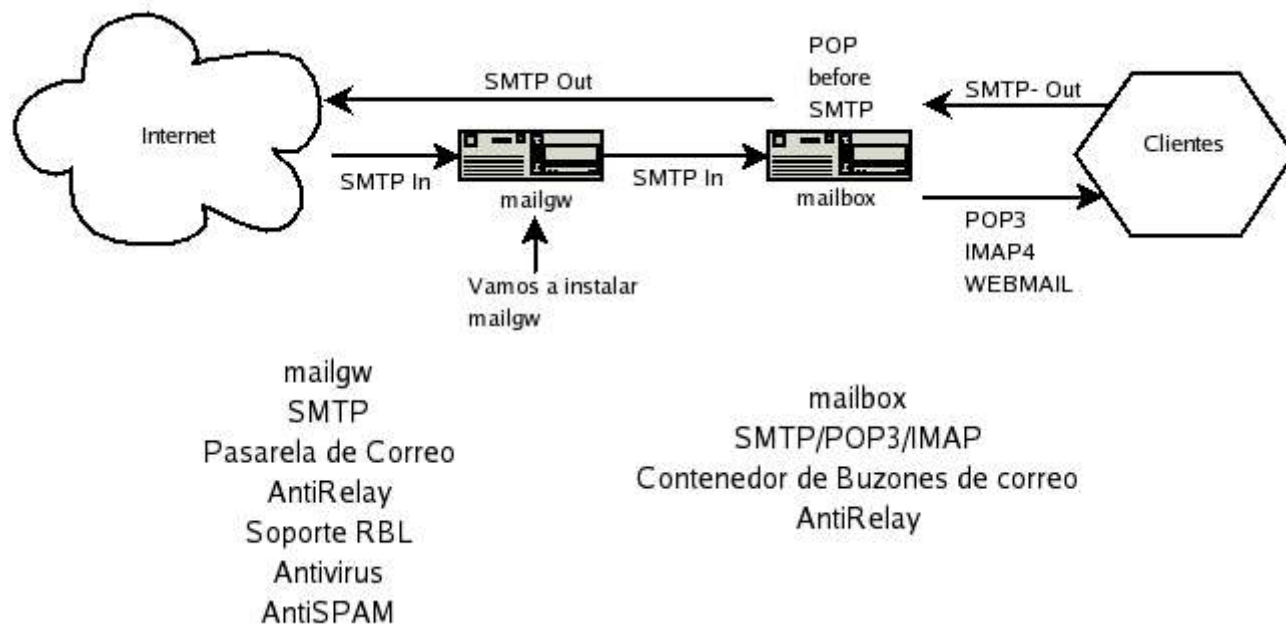 Internet
SMTP Out
POP
before
SMTP
SMTP- Out
Clientes
SMTP In
mailgw
SMTP In
mailbox
POP3
IMAP4
WEBMAIL
Vamos a instalar
mailgw
mailgw
SMTP
Pasarela de Correo
AntiRelay
Soporte RBL
Antivirus
AntiSPAM
mailbox
SMTP/POP3/IMAP
Contenedor de Buzones de correo
AntiRelay